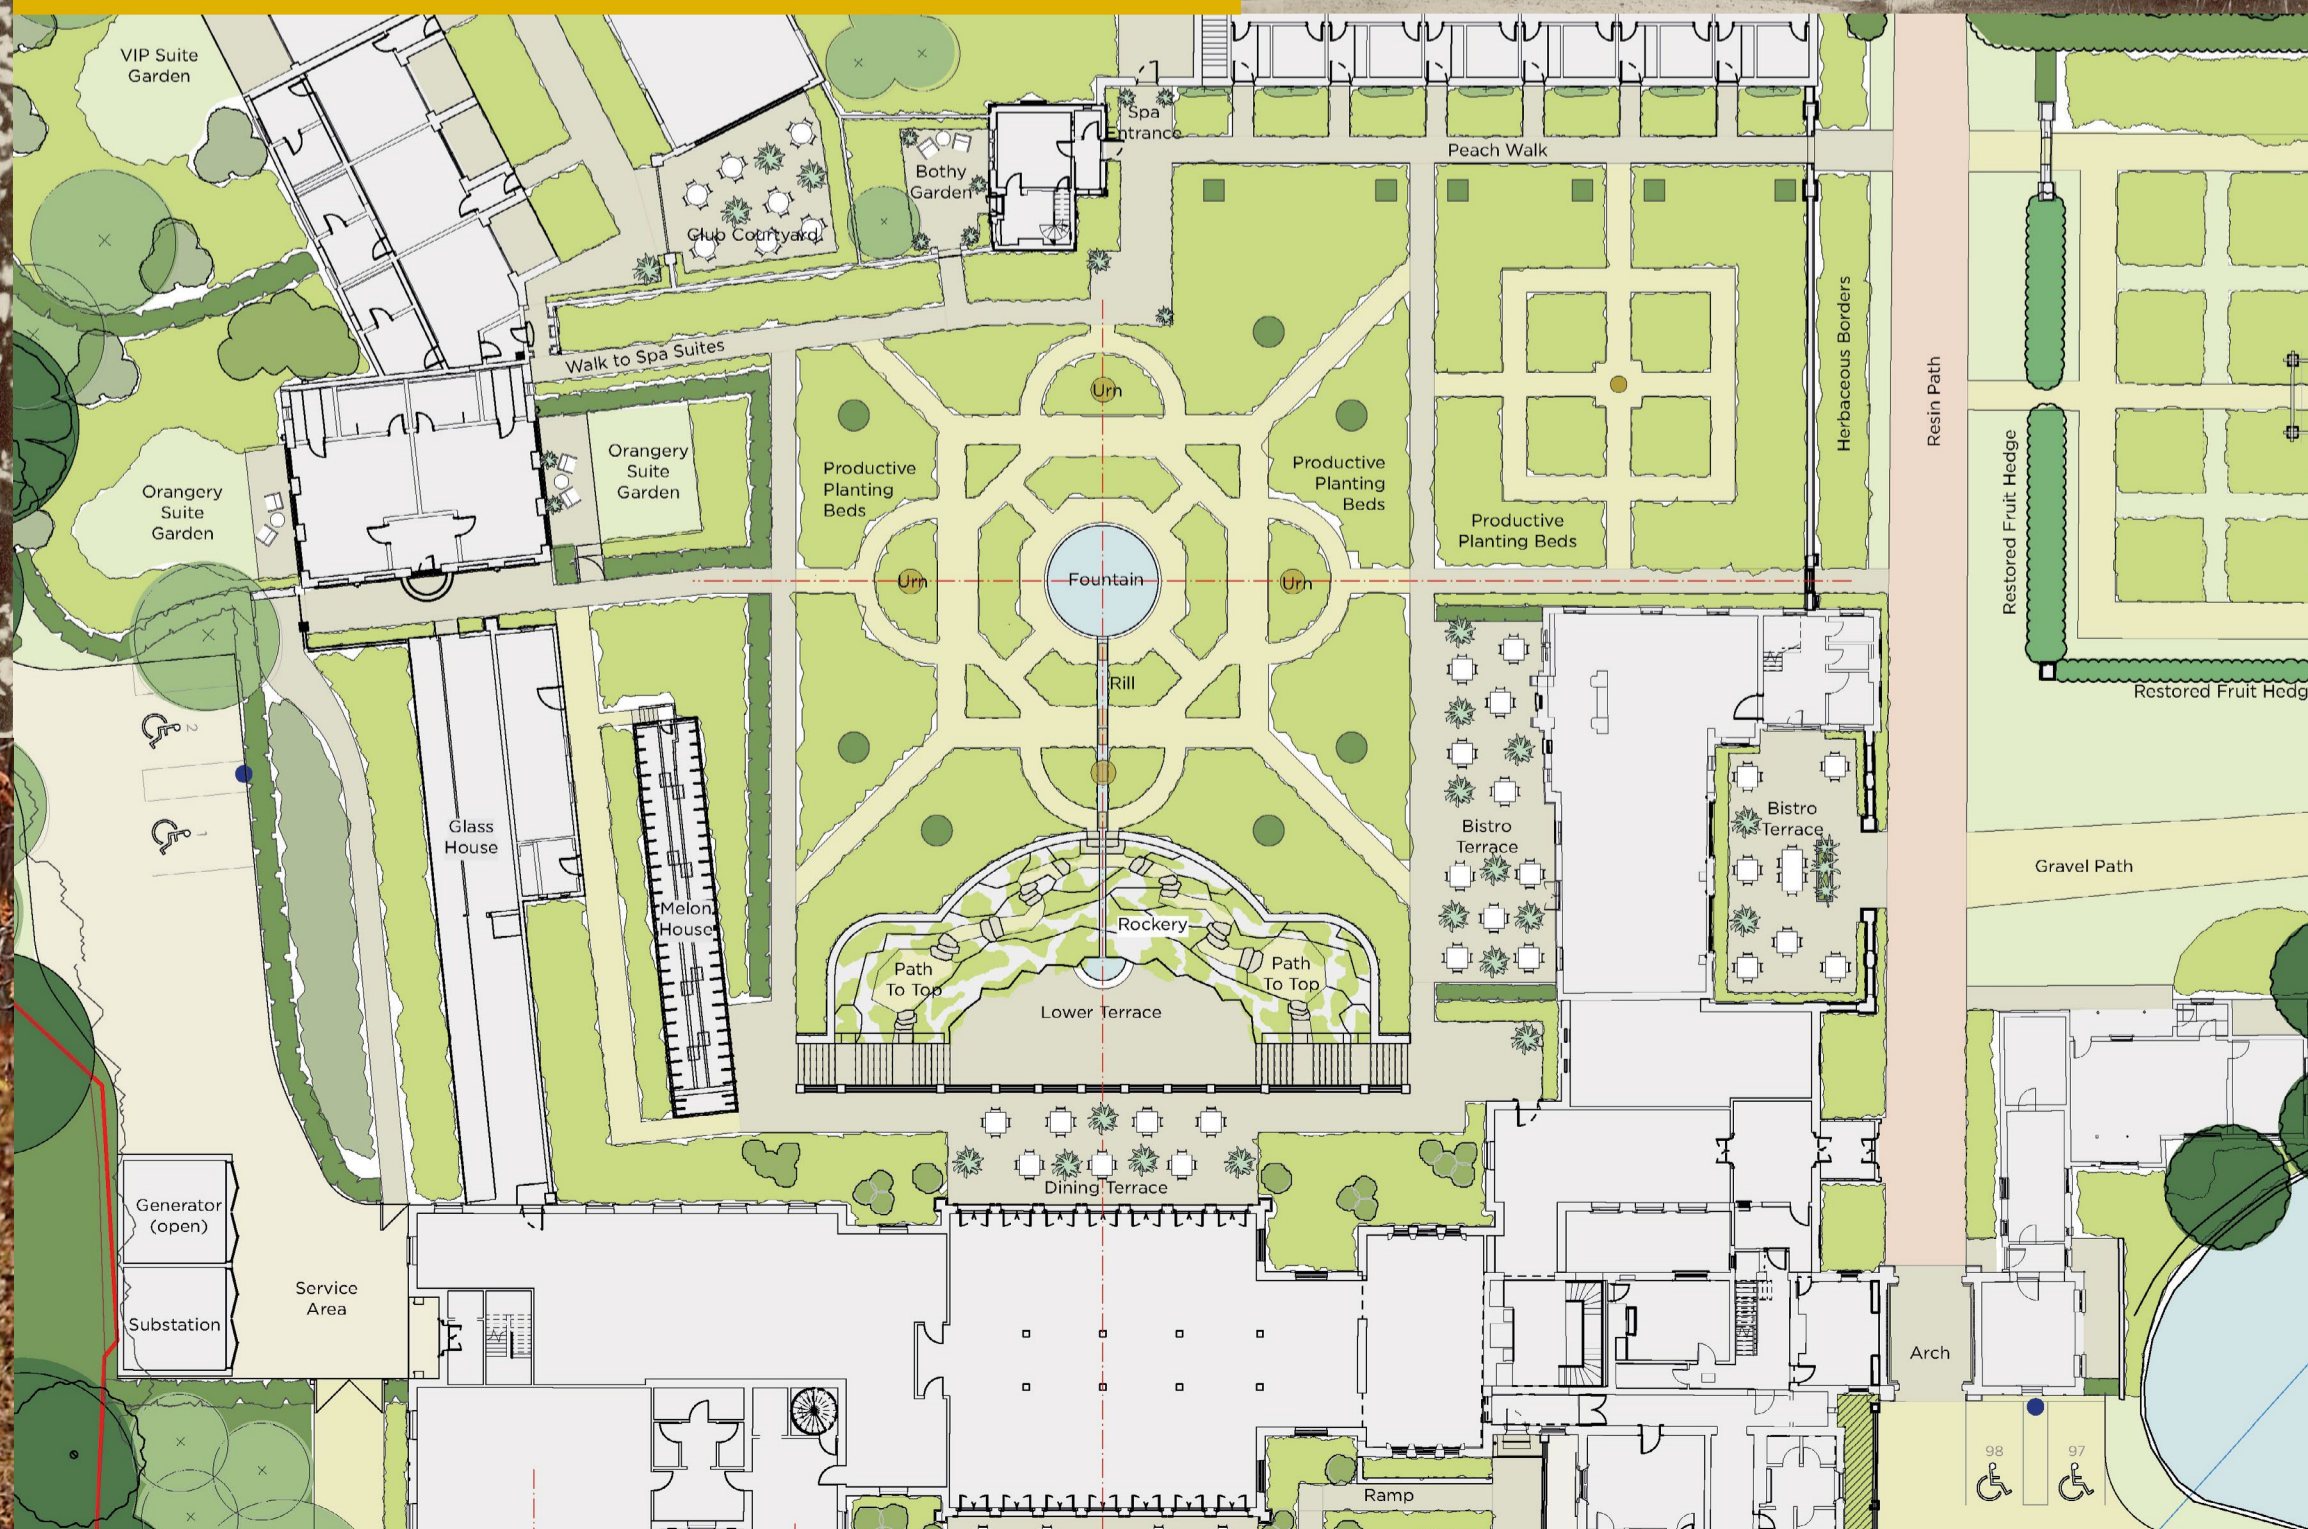 VIP Suite
Garden
Spa
Entrance
Peach Walk
Bothy
Garden
Club Courtyard
Walk to Spa Suites
Urn
Herbaceous Borders
Resin Path
Restored Fruit Hedge
Orangery
Suite
Garden
Orangery
Suite
Garden
Productive
Planting
Beds
Productive
Planting
Beds
Productive
Planting Beds
Urn
Fountain
Urn
Rill
Restored Fruit Hedg
2
1
Glass
House
Melon
House
Bistro
Terrace
Bistro
Terrace
Gravel Path
Rockery
Path
To Top
Path
To Top
Lower Terrace
Dining Terrace
Generator
(open)
Substation
Service
Area
Arch
98
97
Ramp